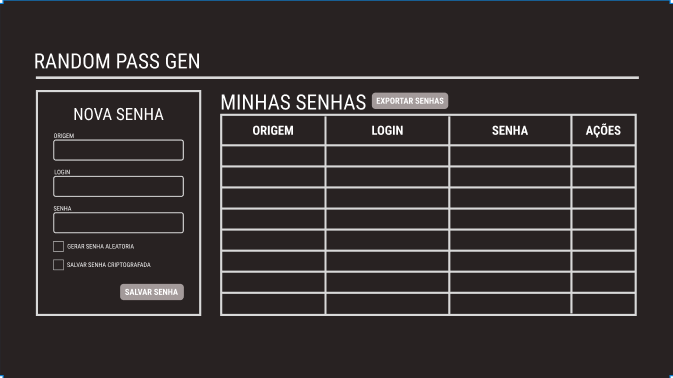 RANDOM PASS GEN
NOVA SENHA
ORIGEM
LOGIN
SENHA
GERAR SENHA ALEATORIA
SALVAR SENHA CRIPTOGRAFADA
SALVAR SENHA
MINHAS SENHAS EXPORTAR SENHAS
ORIGEM LOGIN SENHA AÇÕES